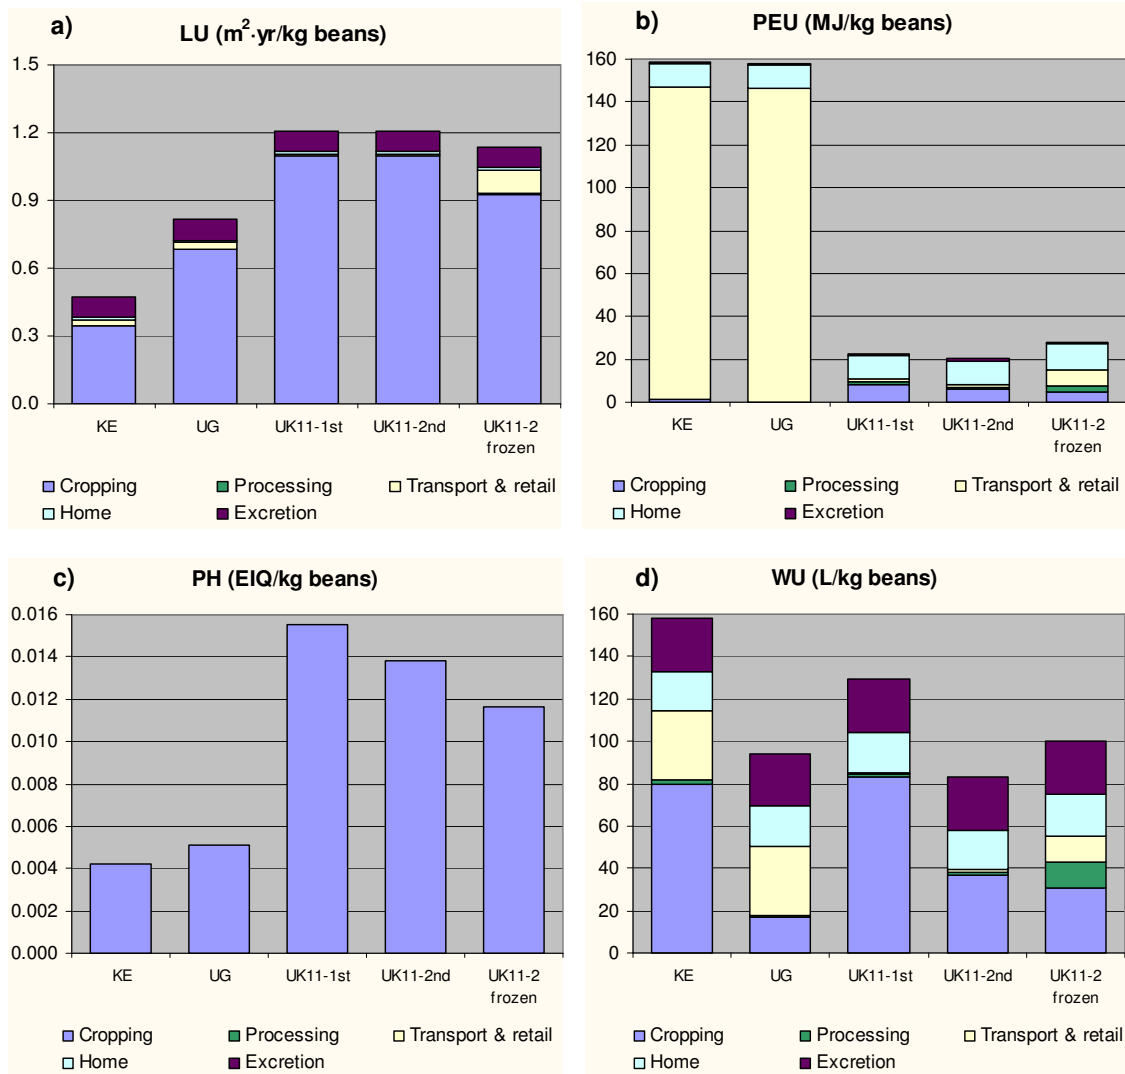 a)
LU (m²·yr/kg beans)
1.5
1.2
0.9
0.6
0.3
0.0
KE UG UK11-1st UK11-2nd UK11-2
frozen
Cropping Processing Transport & retail
Home Excretion
b)
PEU (MJ/kg beans)
160
140
120
100
80
60
40
20
0
KE UG UK11-1st UK11-2nd UK11-2
frozen
Cropping Processing Transport & retail
Home Excretion
c)
PH (EIQ/kg beans)
0.016
0.014
0.012
0.010
0.008
0.006
0.004
0.002
0.000
KE UG UK11-1st UK11-2nd UK11-2
frozen
Cropping Processing Transport & retail
Home Excretion
d)
WU (L/kg beans)
160
140
120
100
80
60
40
20
0
KE UG UK11-1st UK11-2nd UK11-2
frozen
Cropping Processing Transport & retail
Home Excretion